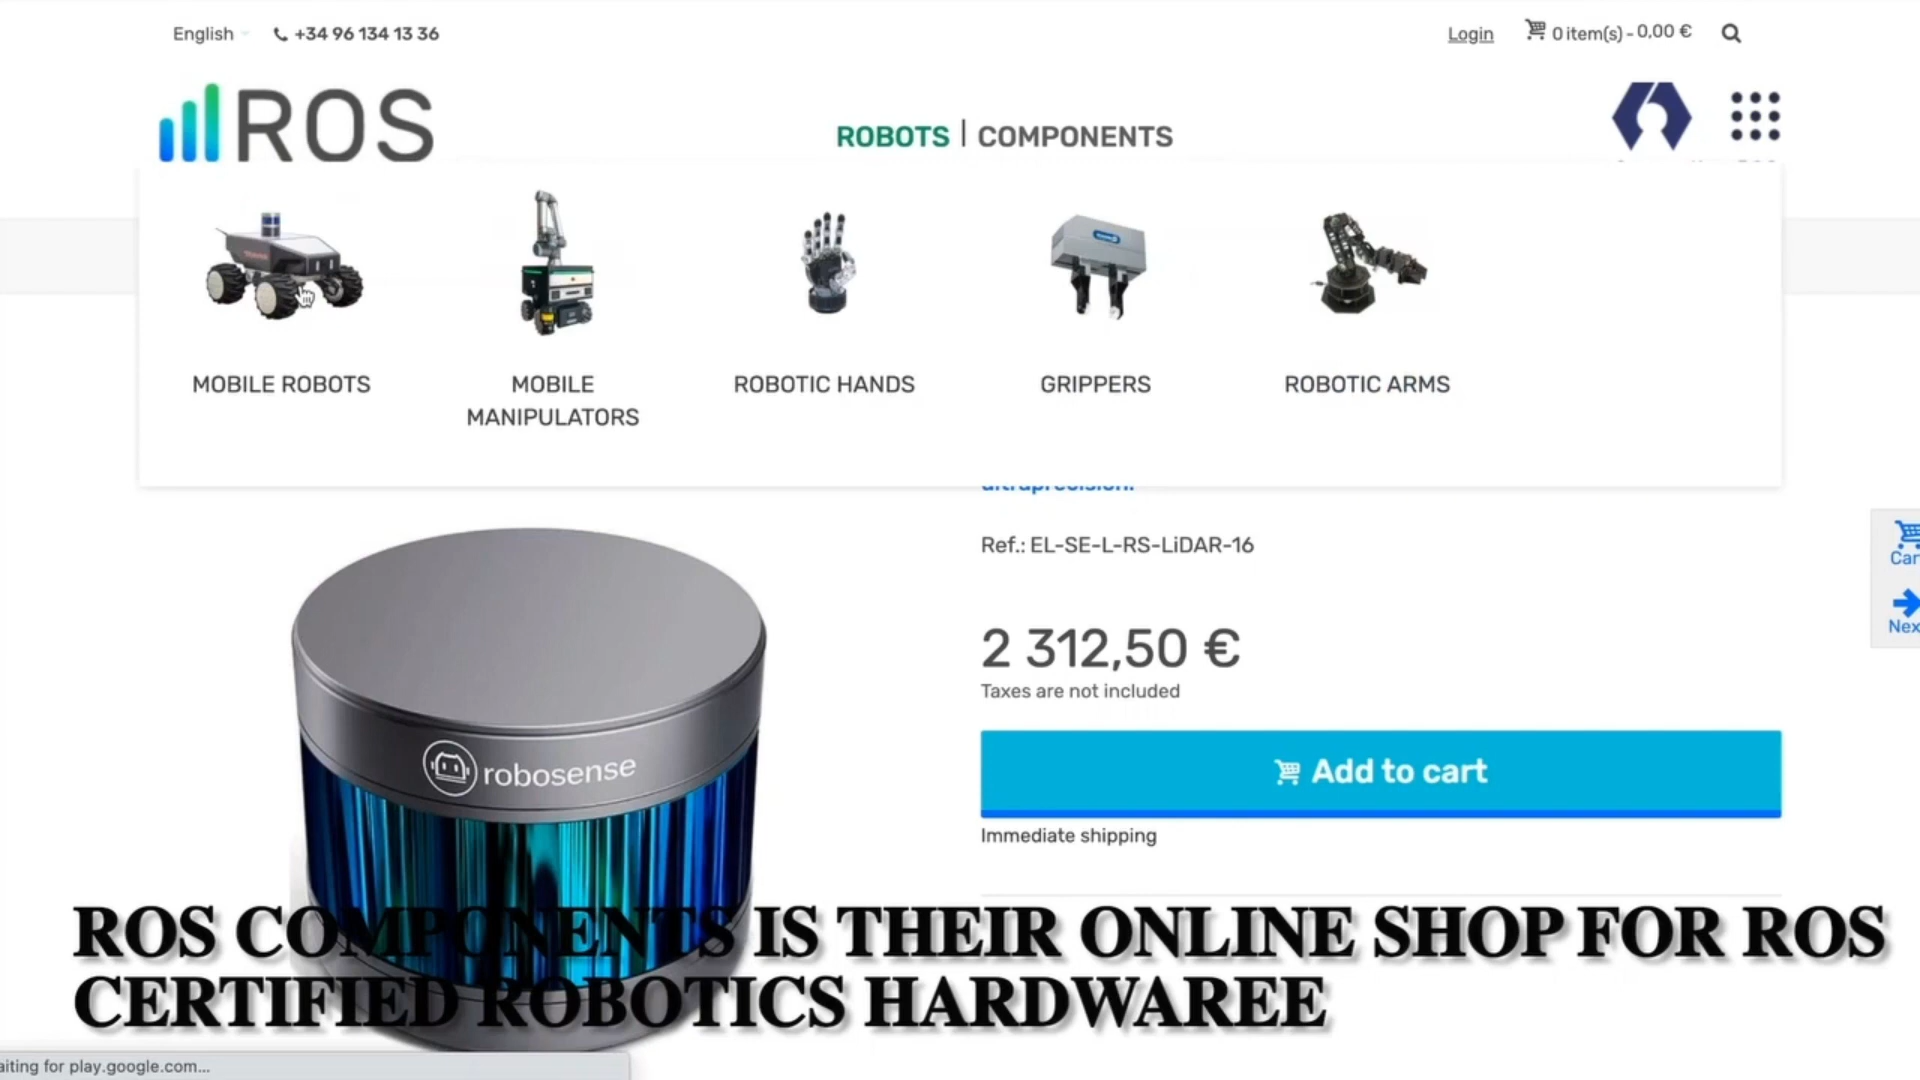 English
+34 96 134 13 36
Login
0 item(s) - 0,00 €
ROS
ROBOTS | COMPONENTS
MOBILE ROBOTS
MOBILE
MANIPULATORS
ROBOTIC HANDS
GRIPPERS
ROBOTIC ARMS
ultraprecision.
Ref.: EL-SE-L-RS-LiDAR-16
2 312,50 €
Taxes are not included
Add to cart
Immediate shipping
Car
Nex
robosense
ROS COMPONENTS IS THEIR ONLINE SHOP FOR ROS
CERTIFIED ROBOTICS HARDWAREE
aiting for play.google.com...